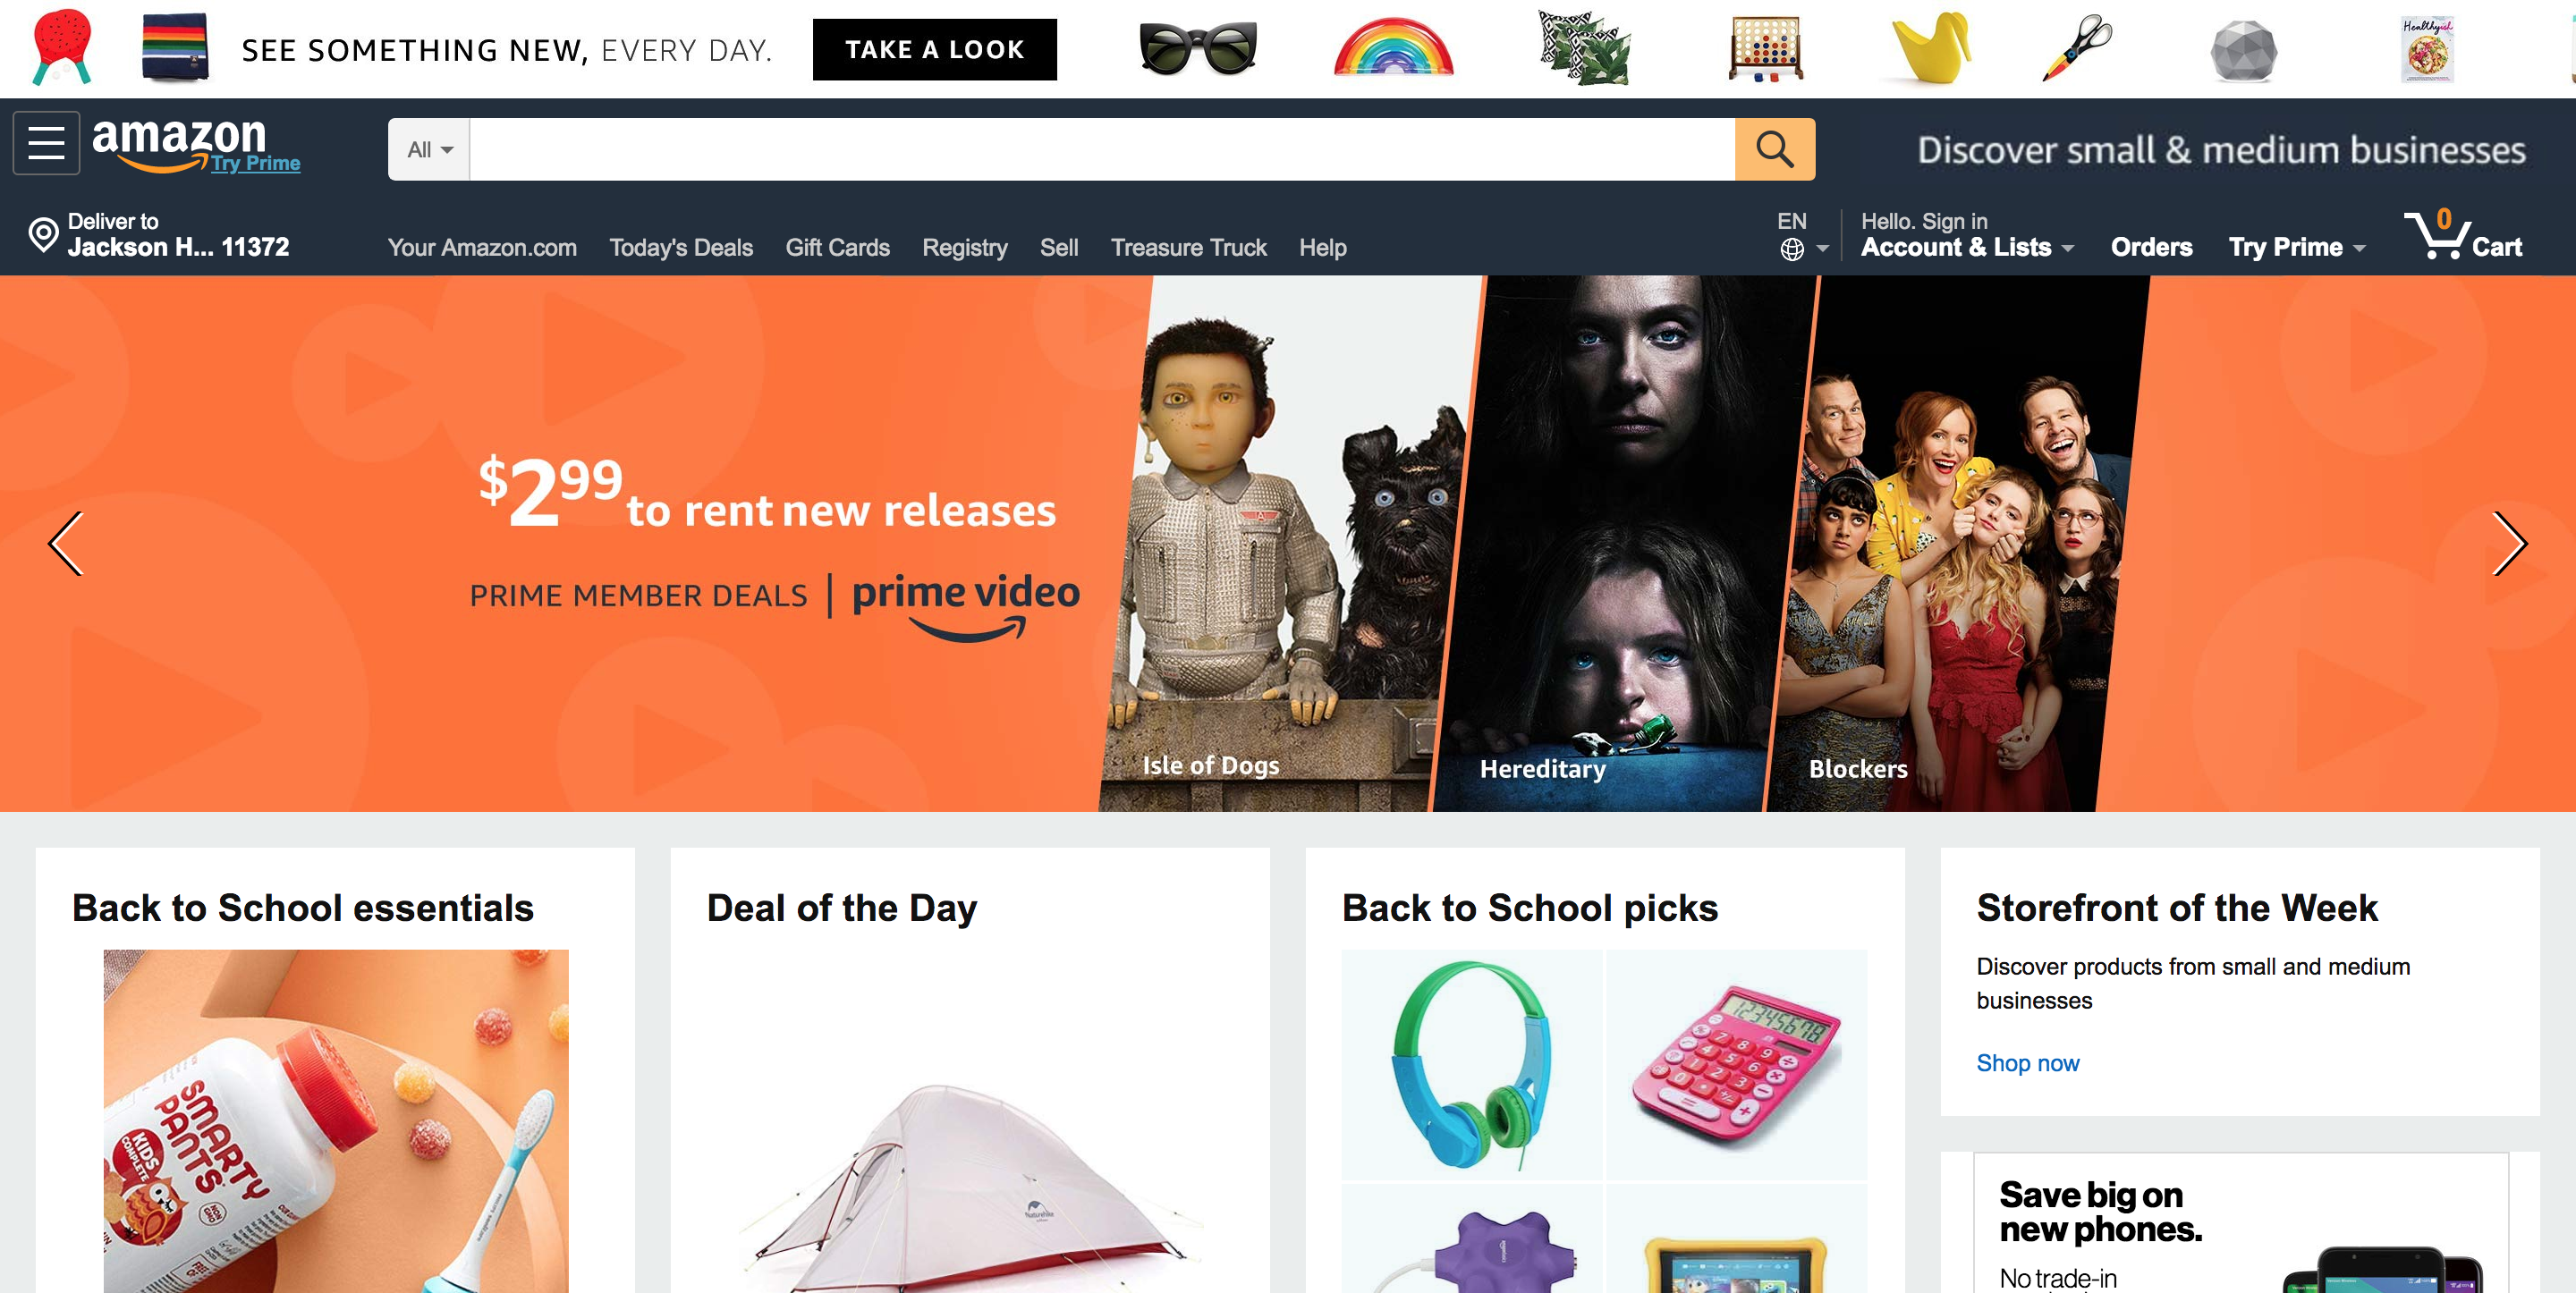 SEE SOMETHING NEW, EVERY DAY.
TAKE A LOOK
Healthyish
amazon
Try Prime
All
Discover small & medium businesses
Deliver to
Jackson H... 11372
Your Amazon.com
Today's Deals
Gift Cards
Registry
Sell
Treasure Truck
Help
EN
Hello. Sign in
Account & Lists
Orders
Try Prime
0
Cart
$2.99 to rent new releases
PRIME MEMBER DEALS | prime video
Isle of Dogs
Hereditary
Blockers
Back to School essentials
SMARTY
PANTS
KIDS
COMPLETE
NON
GMO
Deal of the Day
Naturehike
Back to School picks
12345678
Storefront of the Week
Discover products from small and medium
businesses
Shop now
Save big on
new phones.
No trade-in